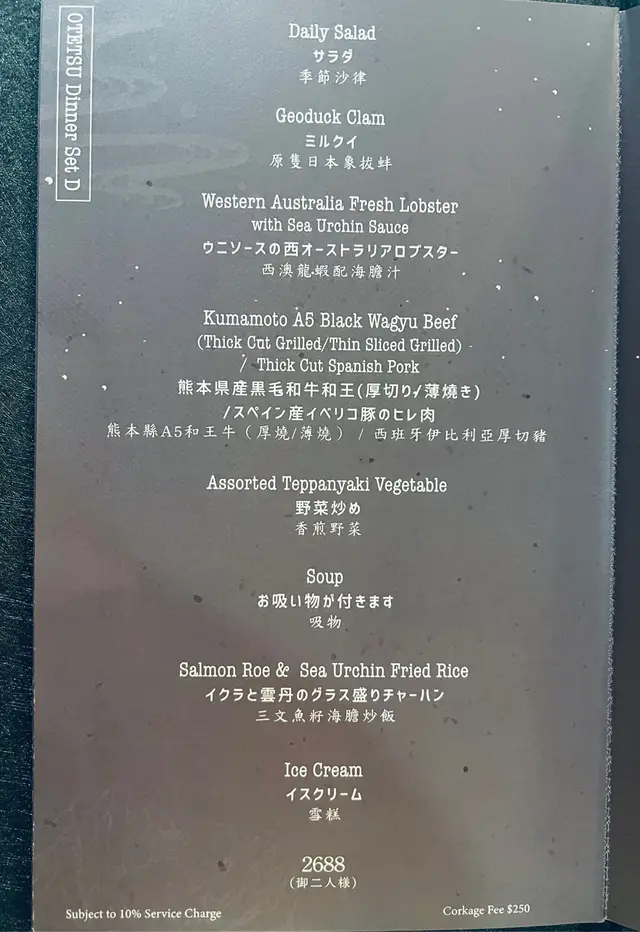 OTETSU Dinner Set D
Daily Salad
サラダ
季節沙律
Geoduck Clam
ミルクイ
原隻日本象拔蚌
Western Australia Fresh Lobster
with Sea Urchin Sauce
ウニソースの西オーストラリアロブスター
西澳龍蝦配海膽汁
Kumamoto A5 Black Wagyu Beef
(Thick Cut Grilled/Thin Sliced Grilled)
/ Thick Cut Spanish Pork
熊本県産黒毛和牛和王(厚切り/薄焼き)
/スペイン産イベリコ豚のヒレ肉
熊本縣A5和王牛（厚燒/薄燒） / 西班牙伊比利亞厚切豬
Assorted Teppanyaki Vegetable
野菜炒め
香煎野菜
Soup
お吸い物が付きます
吸物
Salmon Roe & Sea Urchin Fried Rice
イクラと雲丹のグラス盛りチャーハン
三文魚籽海膽炒飯
Ice Cream
イスクリーム
雪糕
2688
(御二人様)
Subject to 10% Service Charge
Corkage Fee $250